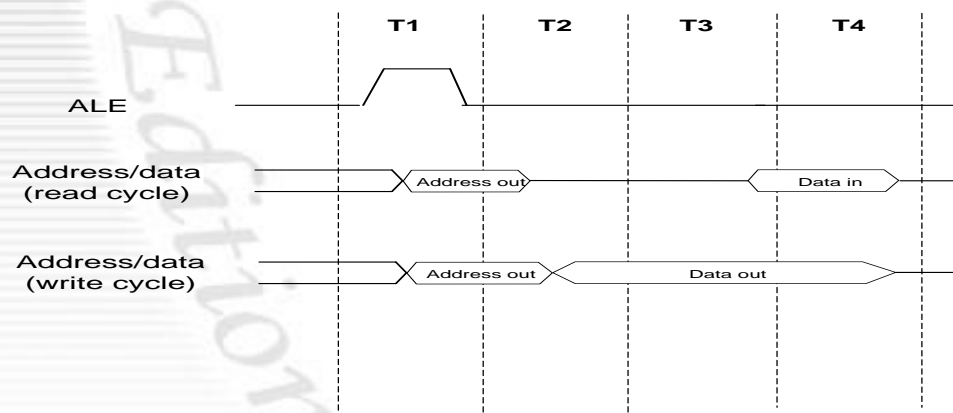 T1 T2 T3 T4
ALE
Address/data
(read cycle)
Address out
Data in
Address/data
(write cycle)
Address out
Data out
Edition